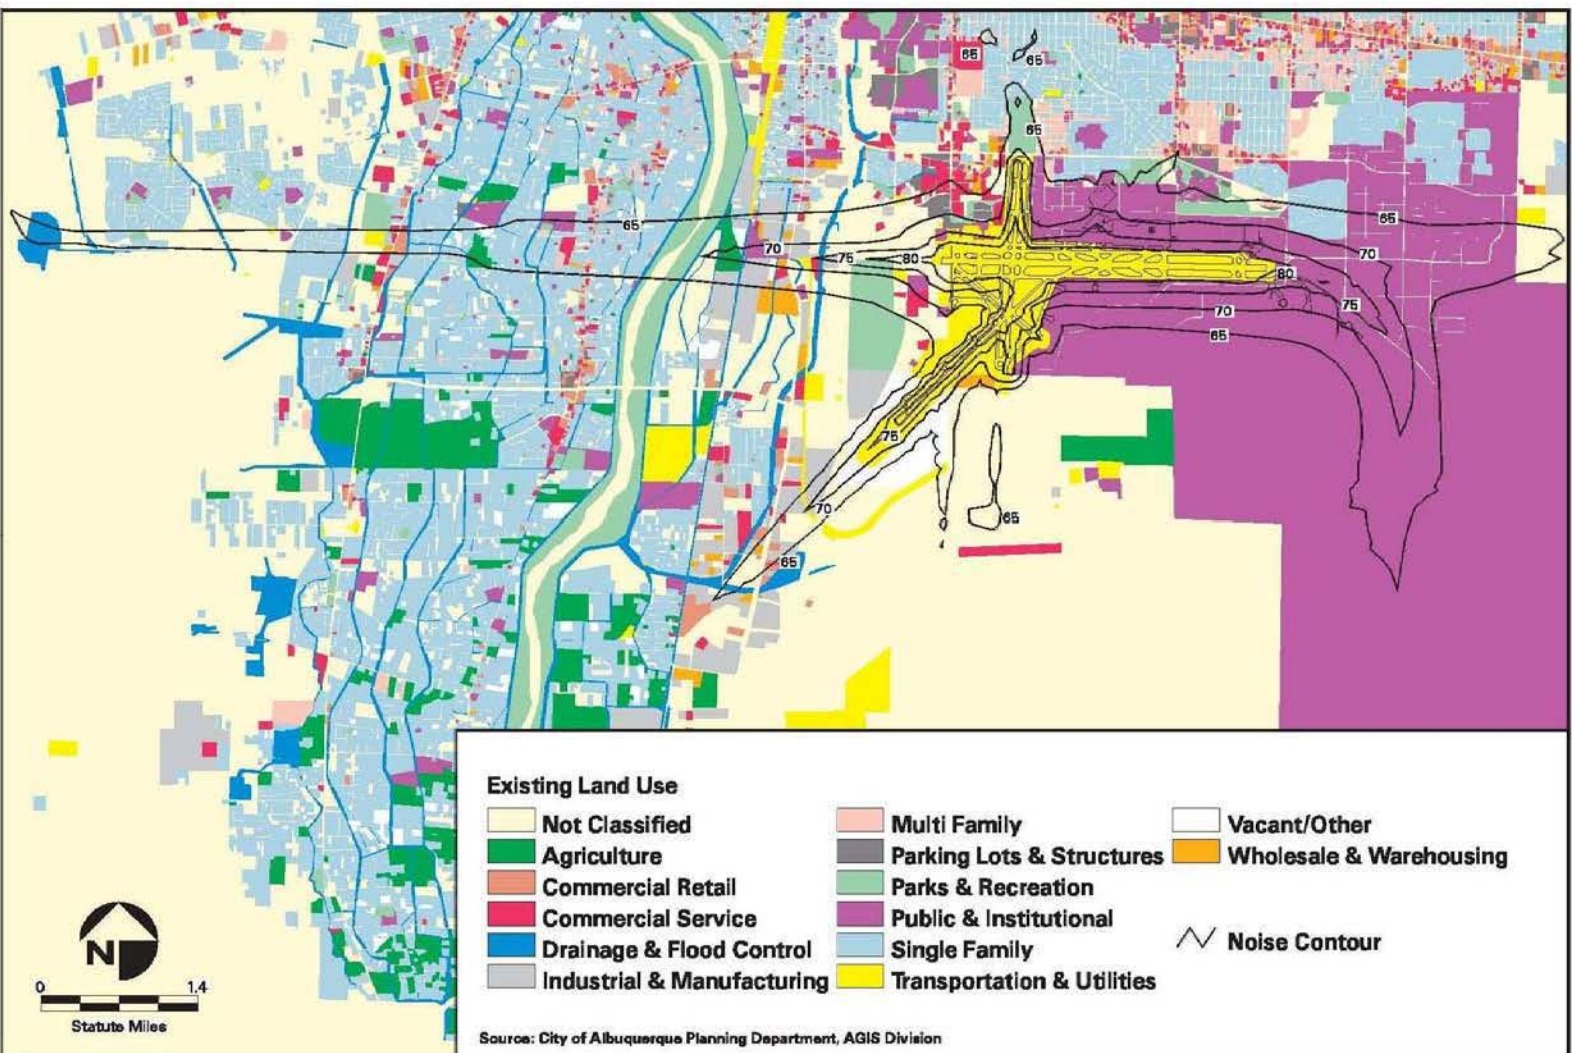 65
65
65
65
65
70
70
75
80
80
75
70
65
75
70
65
65
Existing Land Use
Not Classified
Agriculture
Commercial Retail
Commercial Service
Drainage & Flood Control
Industrial & Manufacturing
Multi Family
Parking Lots & Structures
Parks & Recreation
Public & Institutional
Single Family
Transportation & Utilities
Vacant/Other
Wholesale & Warehousing
Noise Contour
N
0 1.4
Statute Miles
Source: City of Albuquerque Planning Department, AGIS Division